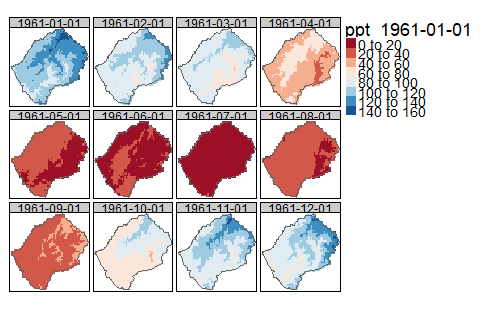 1961-01-01
1961-02-01
1961-03-01
1961-04-01
1961-05-01
1961-06-01
1961-07-01
1961-08-01
1961-09-01
1961-10-01
1961-11-01
1961-12-01
ppt 1961-01-01
0 to 20
20 to 40
40 to 60
60 to 80
80 to 100
100 to 120
120 to 140
140 to 160